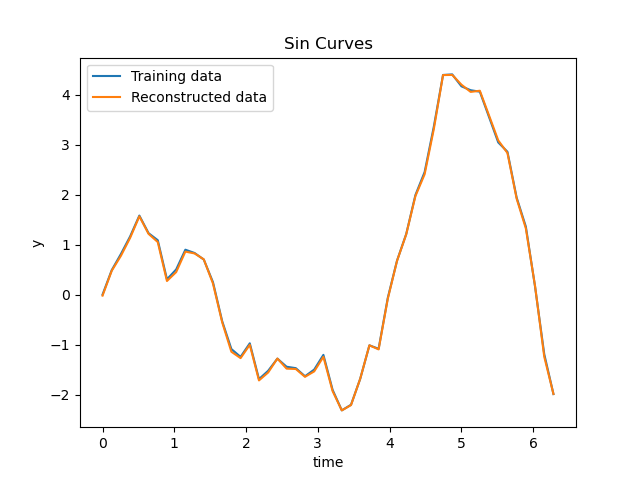 Sin Curves
Training data
Reconstructed data
4
3
2
1
0
−1
−2
y
0 1 2 3 4 5 6
time